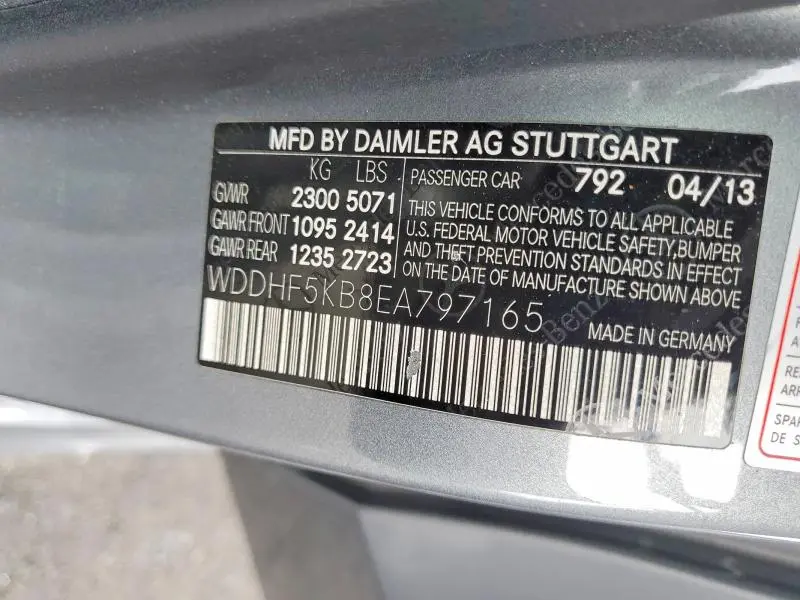 MFD BY DAIMLER AG STUTTGART
KG LBS
GVWR 2300 5071
GAWR FRONT 1095 2414
GAWR REAR 1235 2723
PASSENGER CAR 792 04/13
THIS VEHICLE CONFORMS TO ALL APPLICABLE
U.S. FEDERAL MOTOR VEHICLE SAFETY,BUMPER
AND THEFT PREVENTION STANDARDS IN EFFECT
ON THE DATE OF MANUFACTURE SHOWN ABOVE
WDDHF5KB8EA797165
MADE IN GERMANY
SPAR
DE S